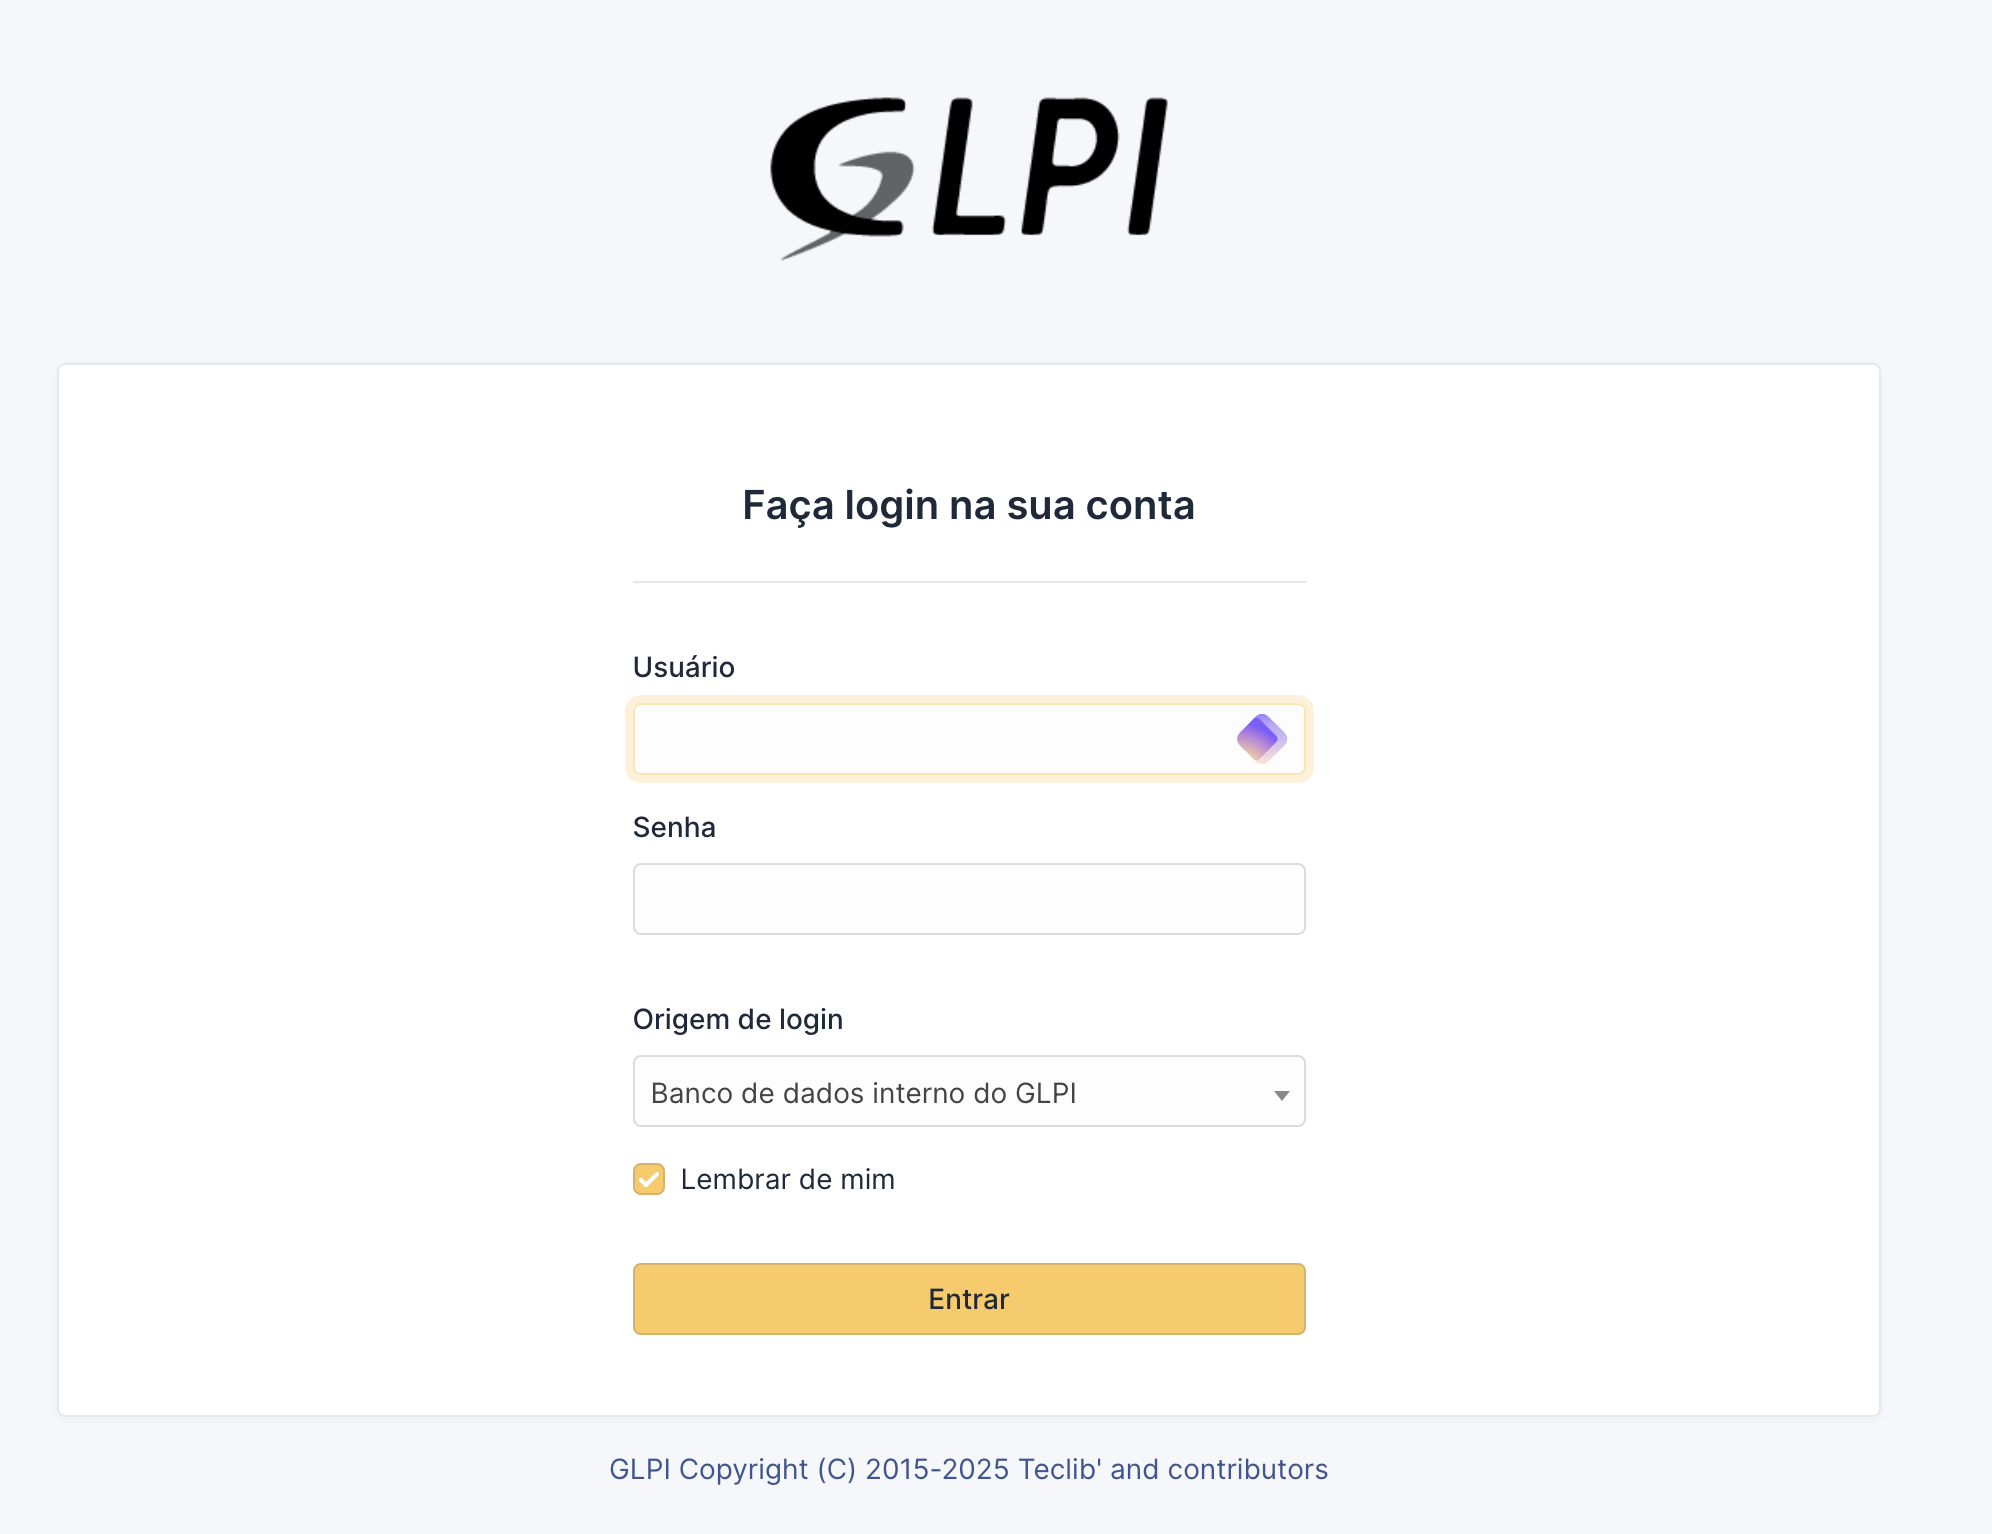 GLPI
Faça login na sua conta
Usuário
Senha
Origem de login
Banco de dados interno do GLPI
Lembrar de mim
Entrar
GLPI Copyright (C) 2015-2025 Teclib' and contributors